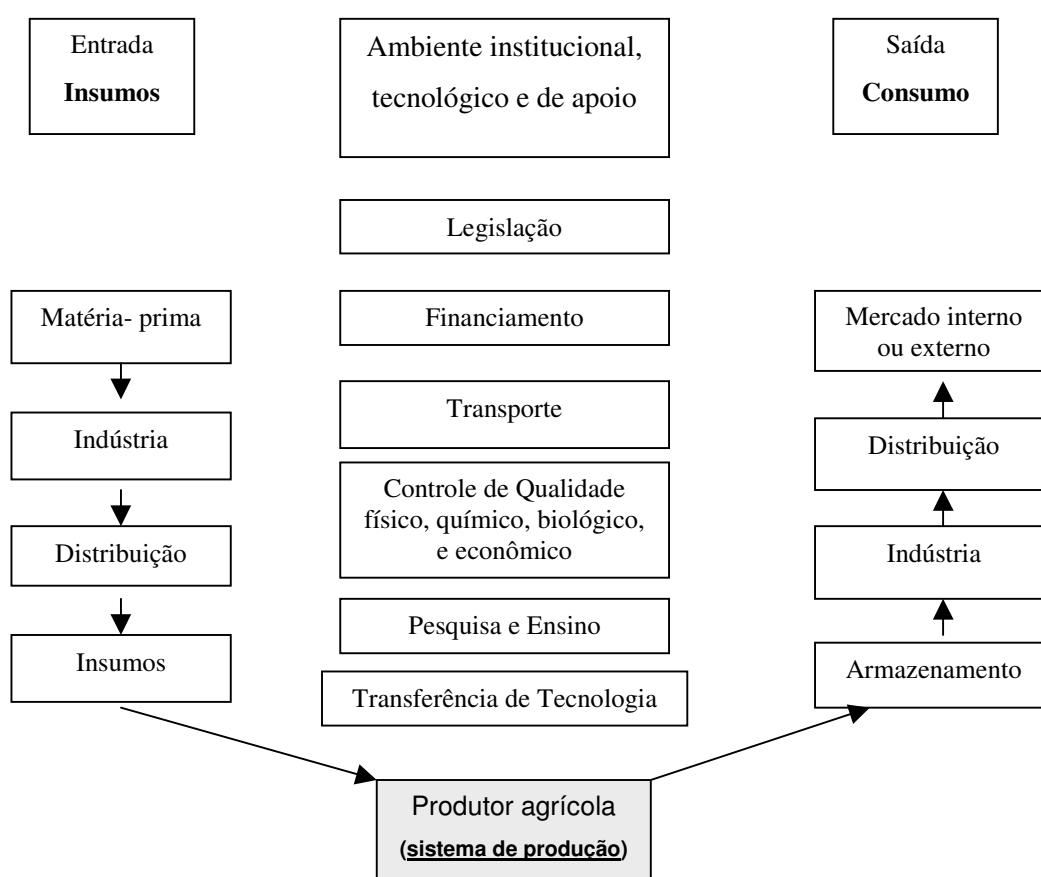 Entrada
Insumos
Ambiente institucional,
tecnológico e de apoio
Saída
Consumo
Legislação
Matéria- prima
Financiamento
Mercado interno
ou externo
Indústria
Transporte
Distribuição
Distribuição
Controle de Qualidade
físico, químico, biológico,
e econômico
Indústria
Insumos
Pesquisa e Ensino
Armazenamento
Transferência de Tecnologia
Produtor agrícola
(sistema de produção)